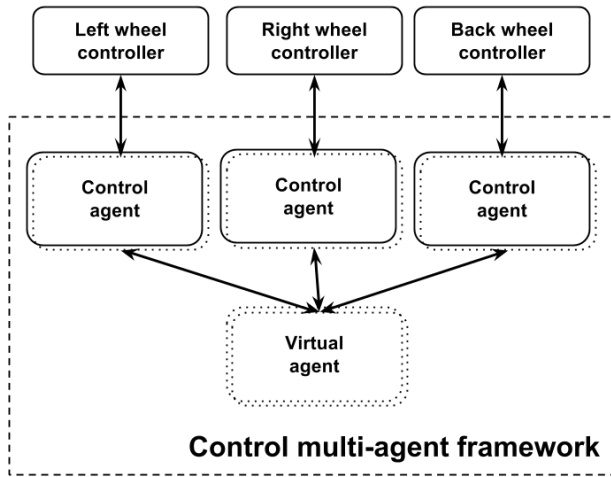 Left wheel
controller
Right wheel
controller
Back wheel
controller
Control
agent
Control
agent
Control
agent
Virtual
agent
Control multi-agent framework